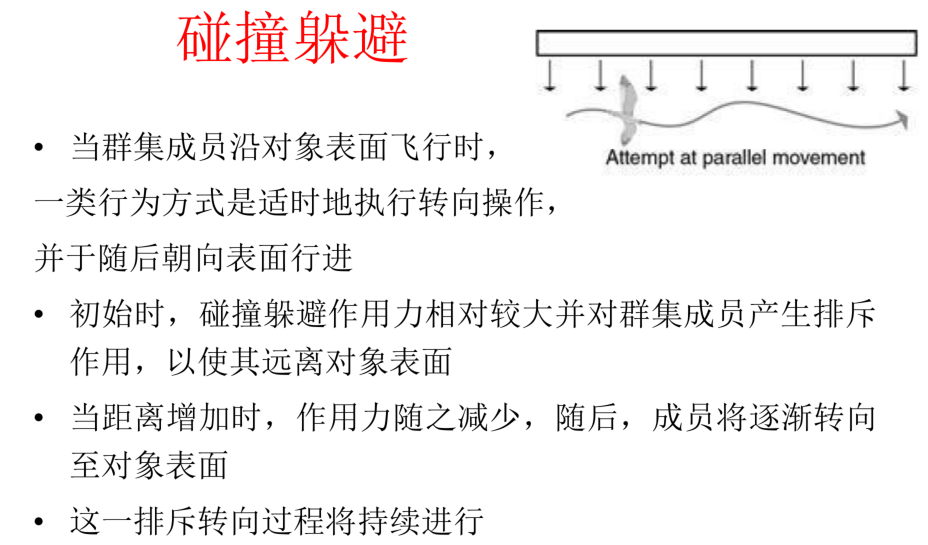 碰撞躲避
Attempt at parallel movement
• 当群集成员沿对象表面飞行时，
一类行为方式是适时地执行转向操作，
并于随后朝向表面行进
• 初始时，碰撞躲避作用力相对较大并对群集成员产生排斥
作用，以使其远离对象表面
• 当距离增加时，作用力随之减少，随后，成员将逐渐转向
至对象表面
• 这一排斥转向过程将持续进行